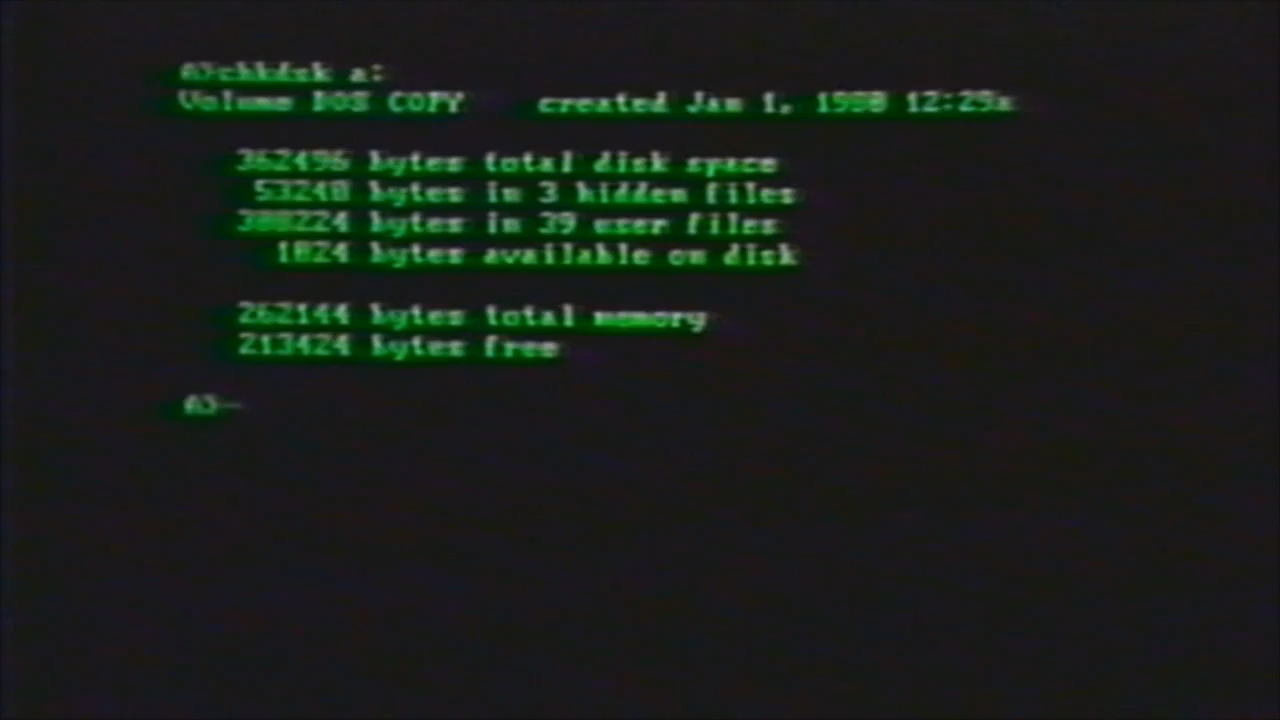 A>chkdsk a:
Volume DOS COPY created Jan 1, 1980 12:29a
362496 bytes total disk space
53248 bytes in 3 hidden files
308224 bytes in 39 user files
1024 bytes available on disk
262144 bytes total memory
213424 bytes free
A>_